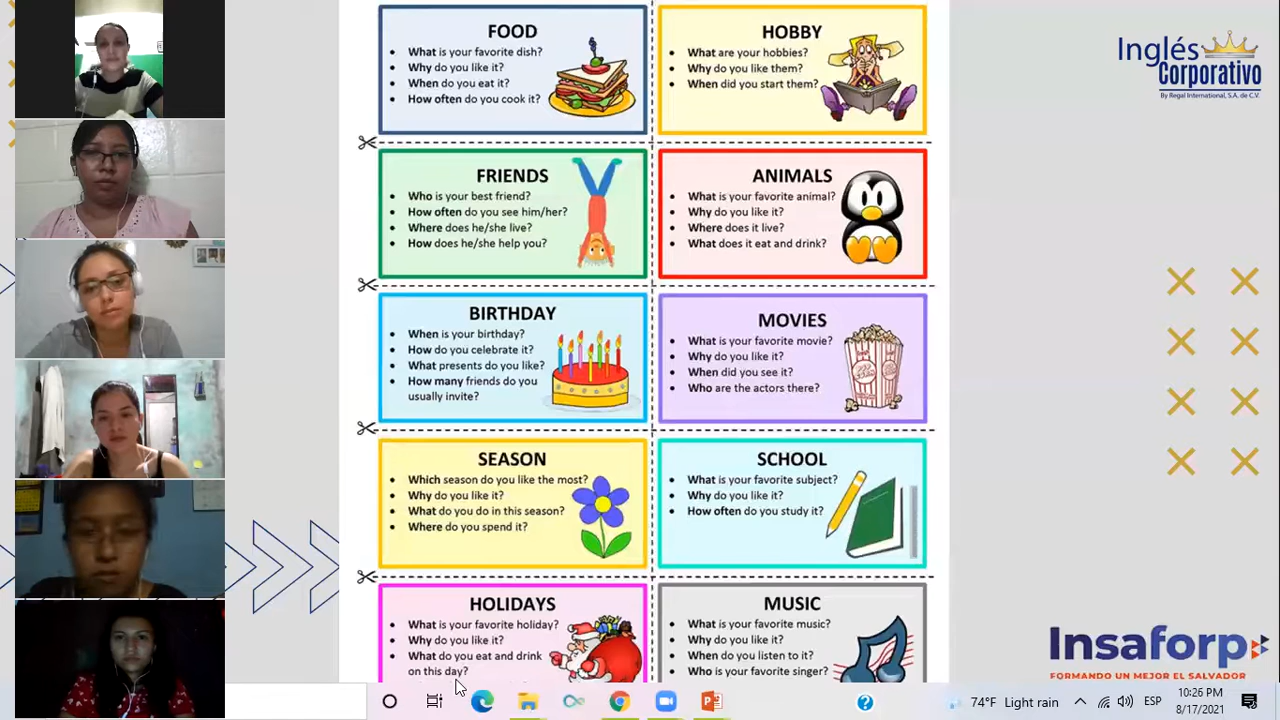 FOOD
What is your favorite dish?
Why do you like it?
When do you eat it?
How often do you cook it?
HOBBY
What are your hobbies?
Why do you like them?
When did you start them?
FRIENDS
Who is your best friend?
How often do you see him/her?
Where does he/she live?
How does he/she help you?
ANIMALS
What is your favorite animal?
Why do you like it?
Where does it live?
What does it eat and drink?
BIRTHDAY
When is your birthday?
How do you celebrate it?
What presents do you like?
How many friends do you
usually invite?
MOVIES
What is your favorite movie?
Why do you like it?
When did you see it?
Who are the actors there?
SEASON
Which season do you like the most?
Why do you like it?
What do you do in this season?
Where do you spend it?
SCHOOL
What is your favorite subject?
Why do you like it?
How often do you study it?
HOLIDAYS
What is your favorite holiday?
Why do you like it?
What do you eat and drink
on this day?
MUSIC
What is your favorite music?
Why do you like it?
When do you listen to it?
Who is your favorite singer?
Inglés
Corporativo
By Regal International, S.A. de C.V.
Insaforp
FORMANDO UN MEJOR EL SALVADOR
74°F Light rain
ESP
10:26 PM
8/17/2021